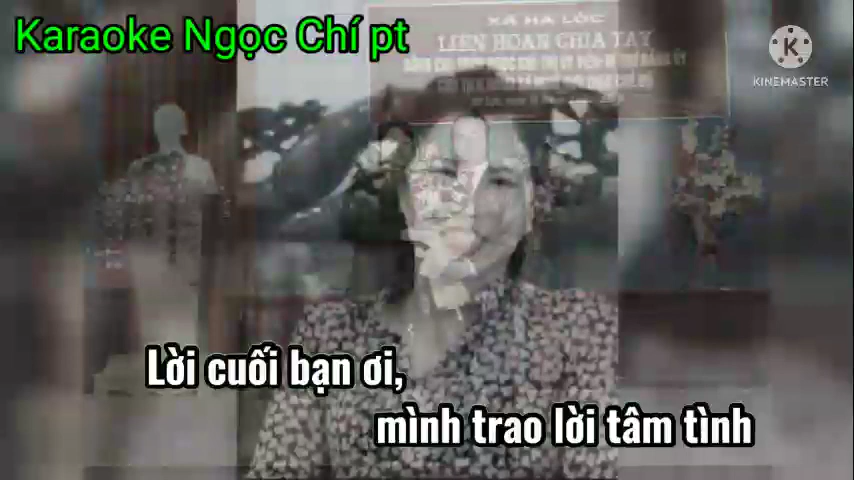 Karaoke Ngọc Chí pt
XÃ HÀ LỘC
LIÊN HOAN CHIA TAY
KINEMASTER
Lời cuối bạn ơi,
mình trao lời tâm tình